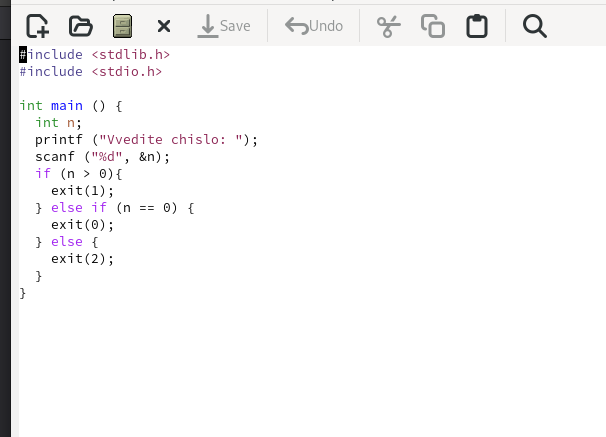 Save Undo
#include <stdlib.h>
#include <stdio.h>

int main () {
  int n;
  printf ("Vvedite chislo: ");
  scanf ("%d", &n);
  if (n > 0){
    exit(1);
  } else if (n == 0) {
    exit(0);
  } else {
    exit(2);
  }
}